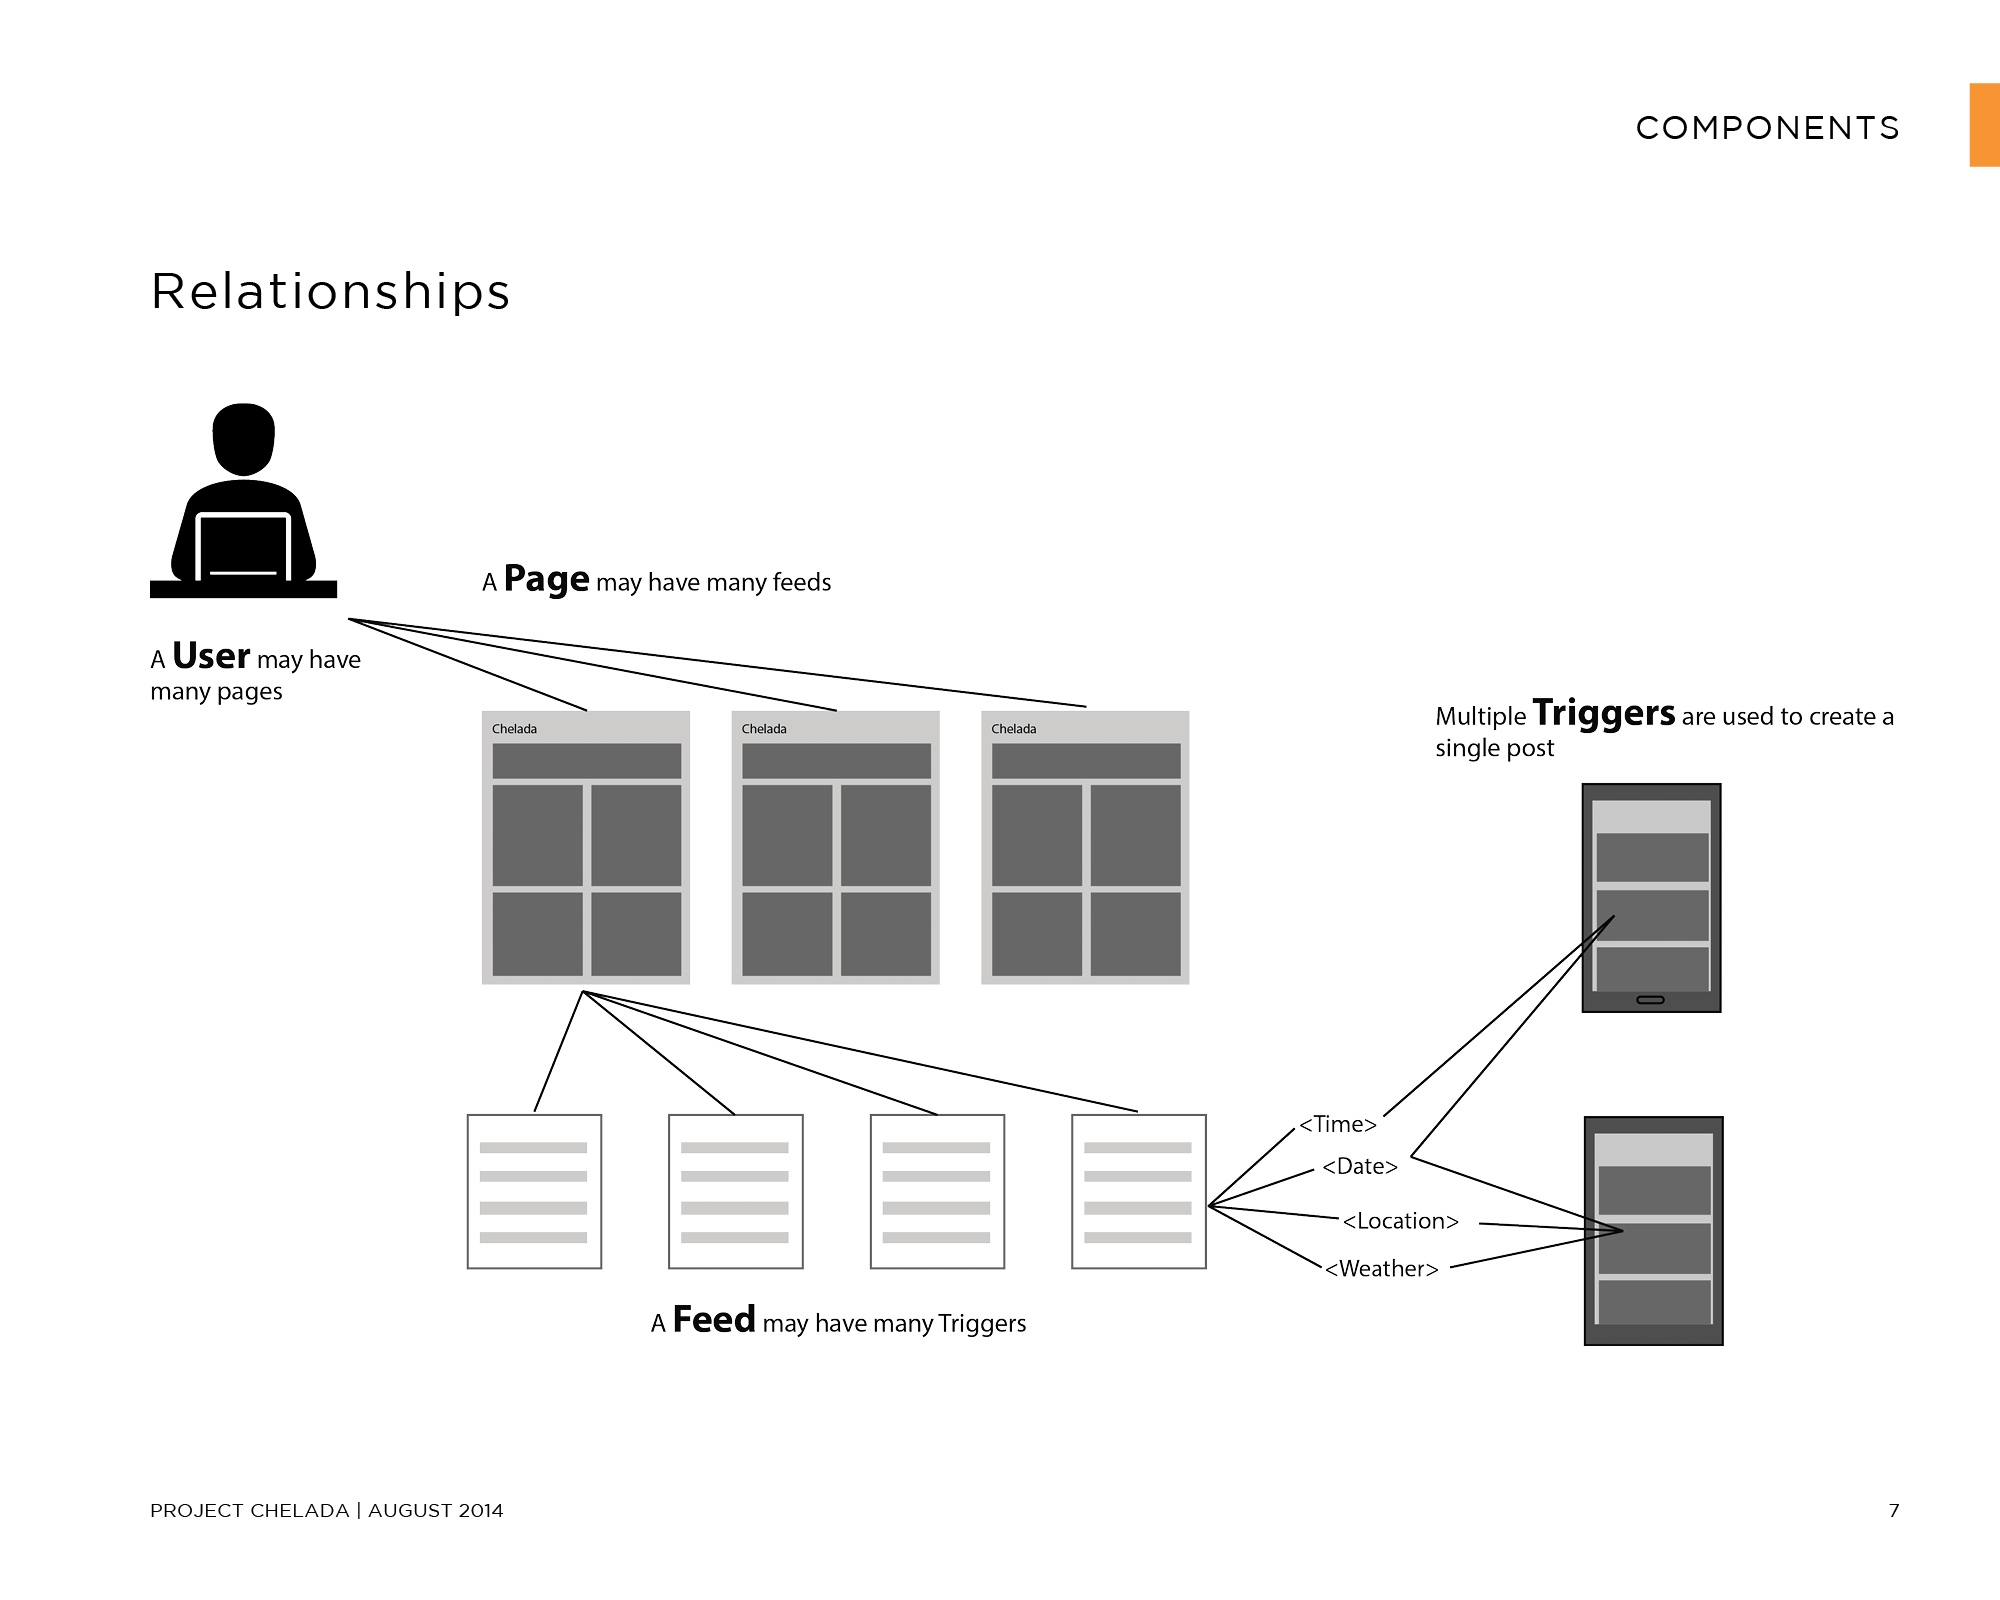 COMPONENTS
Relationships
A Page may have many feeds
A User may have
many pages
Chelada
Chelada
Chelada
Multiple Triggers are used to create a
single post
<Time>
<Date>
<Location>
<Weather>
A Feed may have many Triggers
PROJECT CHELADA | AUGUST 2014
7